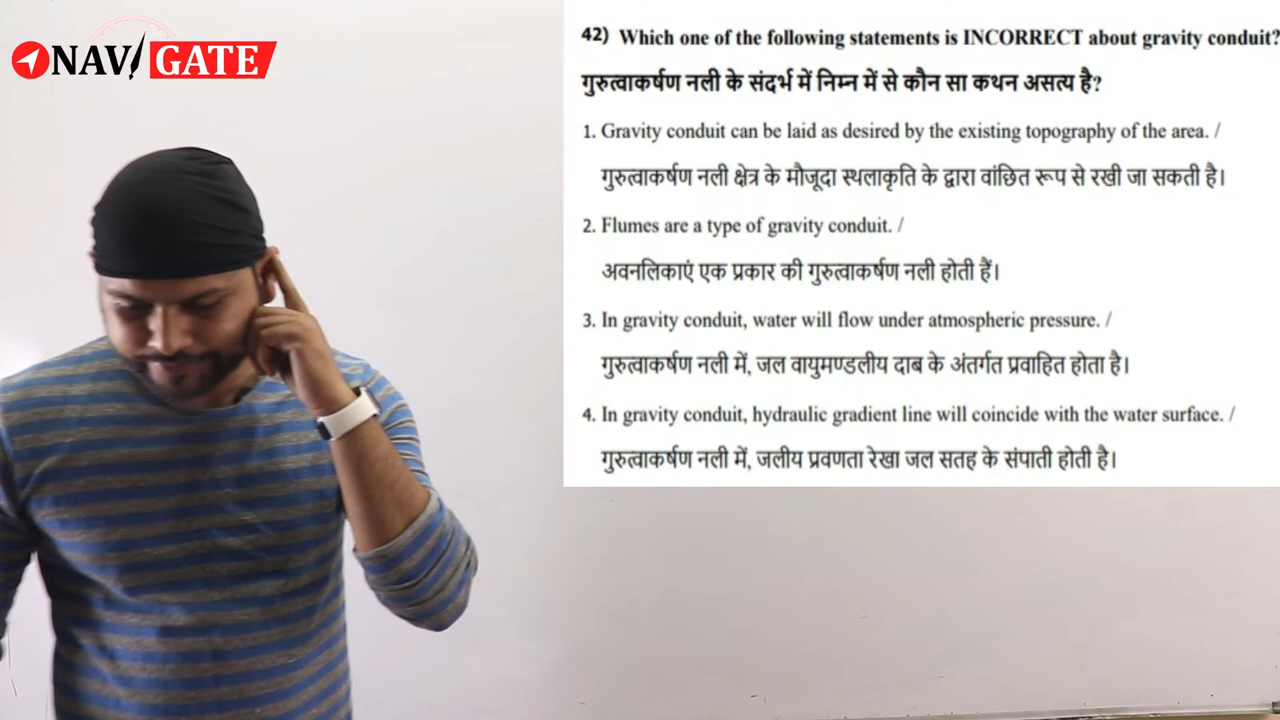 NAVIGATE
42) Which one of the following statements is INCORRECT about gravity conduit?
गुरुत्वाकर्षण नली के संदर्भ में निम्न में से कौन सा कथन असत्य है?
1. Gravity conduit can be laid as desired by the existing topography of the area. /
गुरुत्वाकर्षण नली क्षेत्र के मौजूदा स्थलाकृति के द्वारा वांछित रूप से रखी जा सकती है।
2. Flumes are a type of gravity conduit. /
अवनलिकाएं एक प्रकार की गुरुत्वाकर्षण नली होती हैं।
3. In gravity conduit, water will flow under atmospheric pressure. /
गुरुत्वाकर्षण नली में, जल वायुमण्डलीय दाब के अंतर्गत प्रवाहित होता है।
4. In gravity conduit, hydraulic gradient line will coincide with the water surface. /
गुरुत्वाकर्षण नली में, जलीय प्रवणता रेखा जल सतह के संपाती होती है।